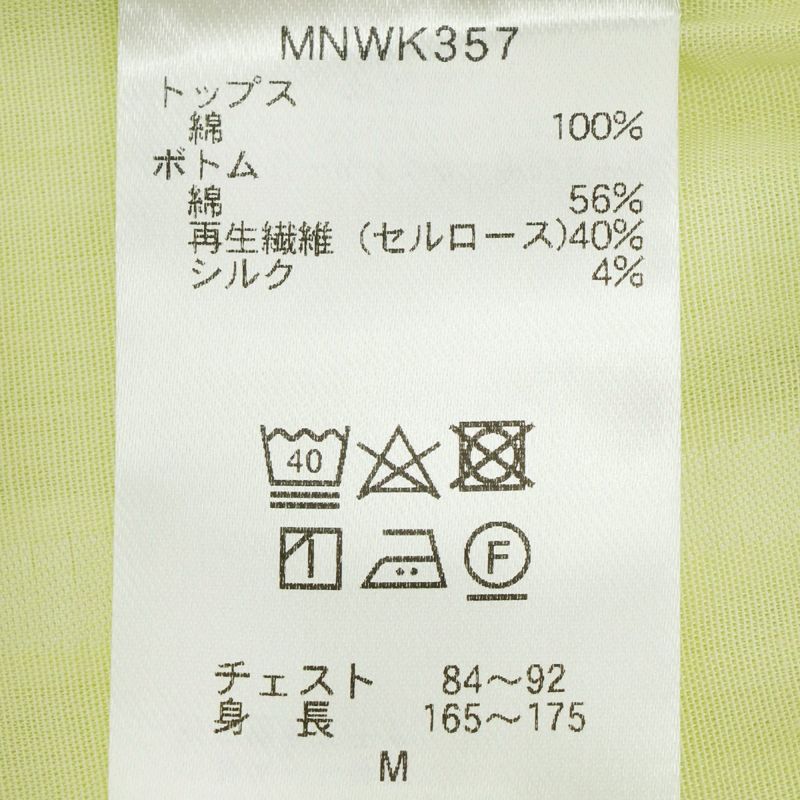 MNWK357
トップス
綿 100%
ボトム
綿 56%
再生繊維 (セルロース)40%
シルク 4%
40
F
チェスト 84〜92
身 長 165〜175
M